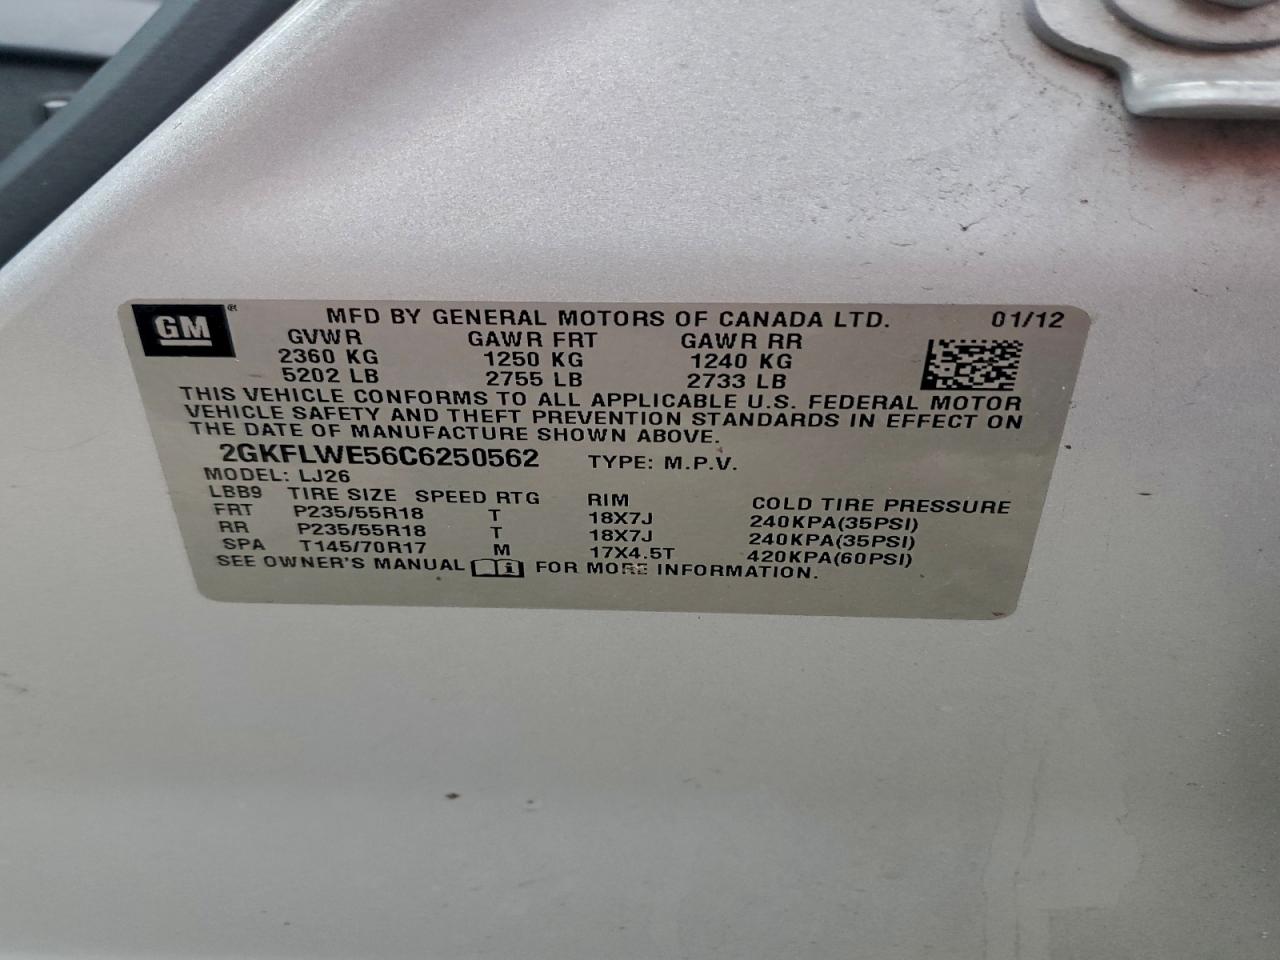 GM®
MFD BY GENERAL MOTORS OF CANADA LTD. 01/12
GVWR GAWR FRT GAWR RR
2360 KG 1250 KG 1240 KG
5202 LB 2755 LB 2733 LB
THIS VEHICLE CONFORMS TO ALL APPLICABLE U.S. FEDERAL MOTOR
VEHICLE SAFETY AND THEFT PREVENTION STANDARDS IN EFFECT ON
THE DATE OF MANUFACTURE SHOWN ABOVE.
2GKFLWE56C6250562 TYPE: M.P.V.
MODEL: LJ26
LBB9 TIRE SIZE SPEED RTG RIM COLD TIRE PRESSURE
FRT P235/55R18 T 18X7J 240KPA(35PSI)
RR P235/55R18 T 18X7J 240KPA(35PSI)
SPA T145/70R17 M 17X4.5T 420KPA(60PSI)
SEE OWNER'S MANUAL i FOR MORE INFORMATION.